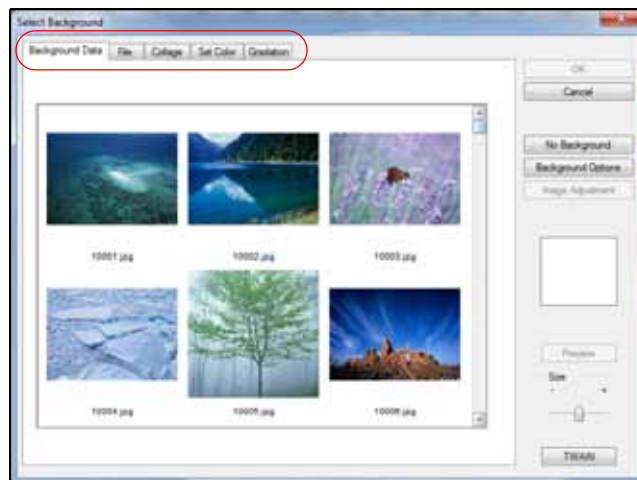 Select Background
Background Data File Collage Set Color Gradation
OK
Cancel
No Background
Background Options
Image Adjustment
10001.jpg 10002.jpg 10003.jpg
10004.jpg 10005.jpg 10006.jpg
Preview
Size
- +
TWAIN